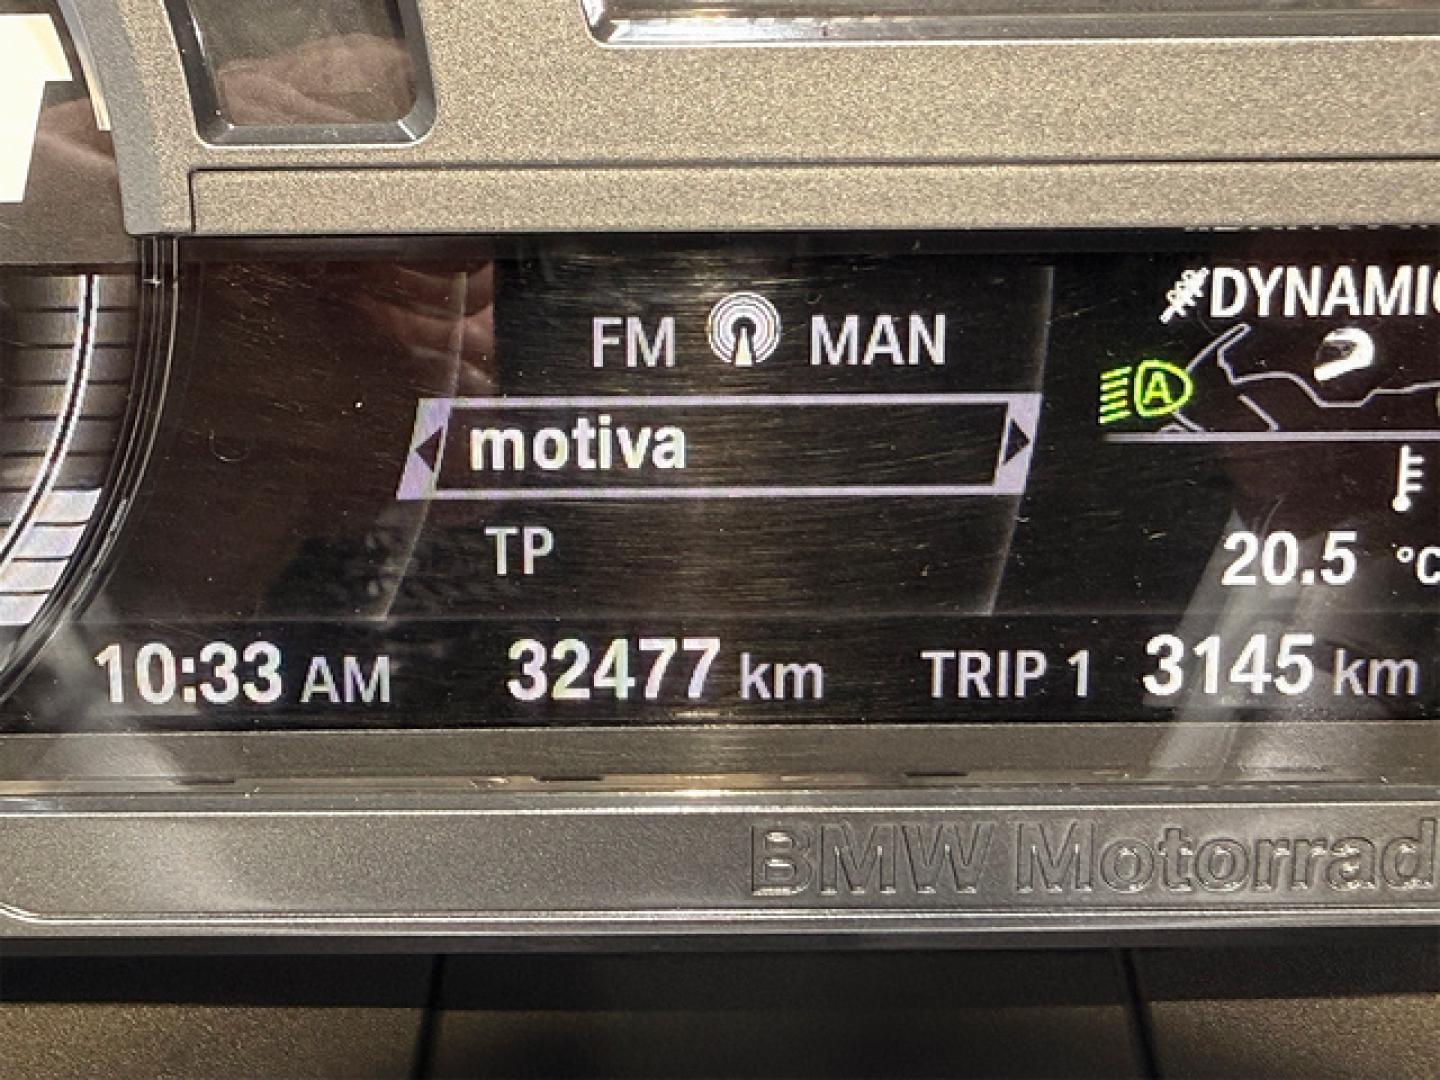 DYNAMIC
FM MAN
A
motiva
TP
20.5 °C
10:33 AM 32477 km TRIP 1 3145 km
BMW Motorrad